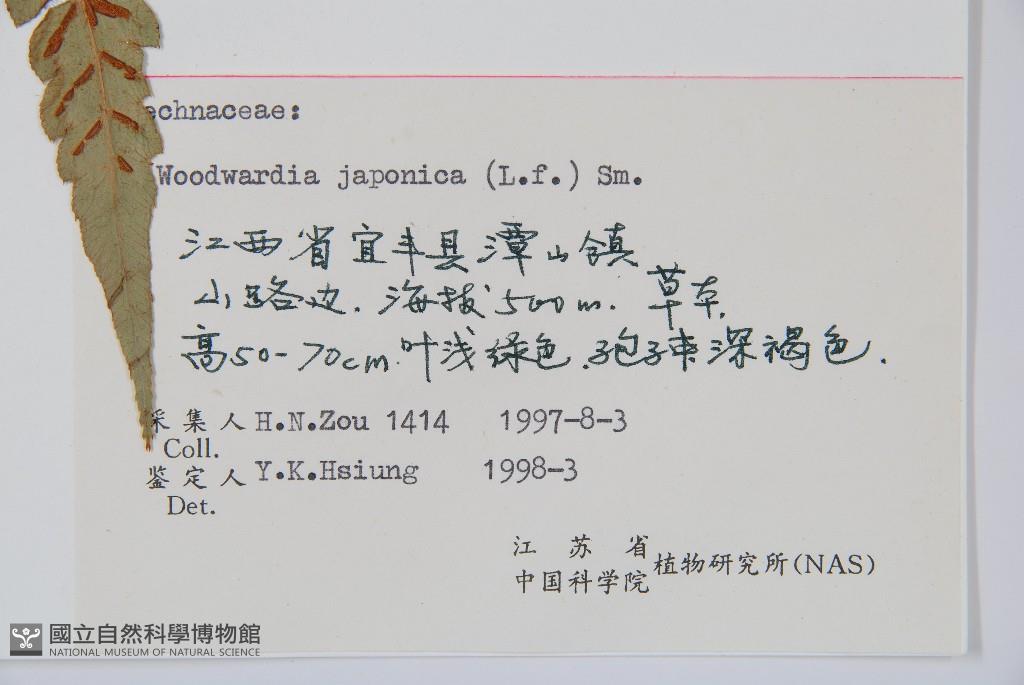 echnaceae:
Woodwardia japonica (L.f.) Sm.
江西省宜丰县潭山镇
山路边.海拔500m.草本.
高50-70cm.叶浅绿色.孢子束深褐色.
采集人 H.N.Zou 1414 1997-8-3
Coll.
鉴定人 Y.K.Hsiung 1998-3
Det.
江苏省
中国科学院 植物研究所(NAS)
國立自然科學博物館
NATIONAL MUSEUM OF NATURAL SCIENCE